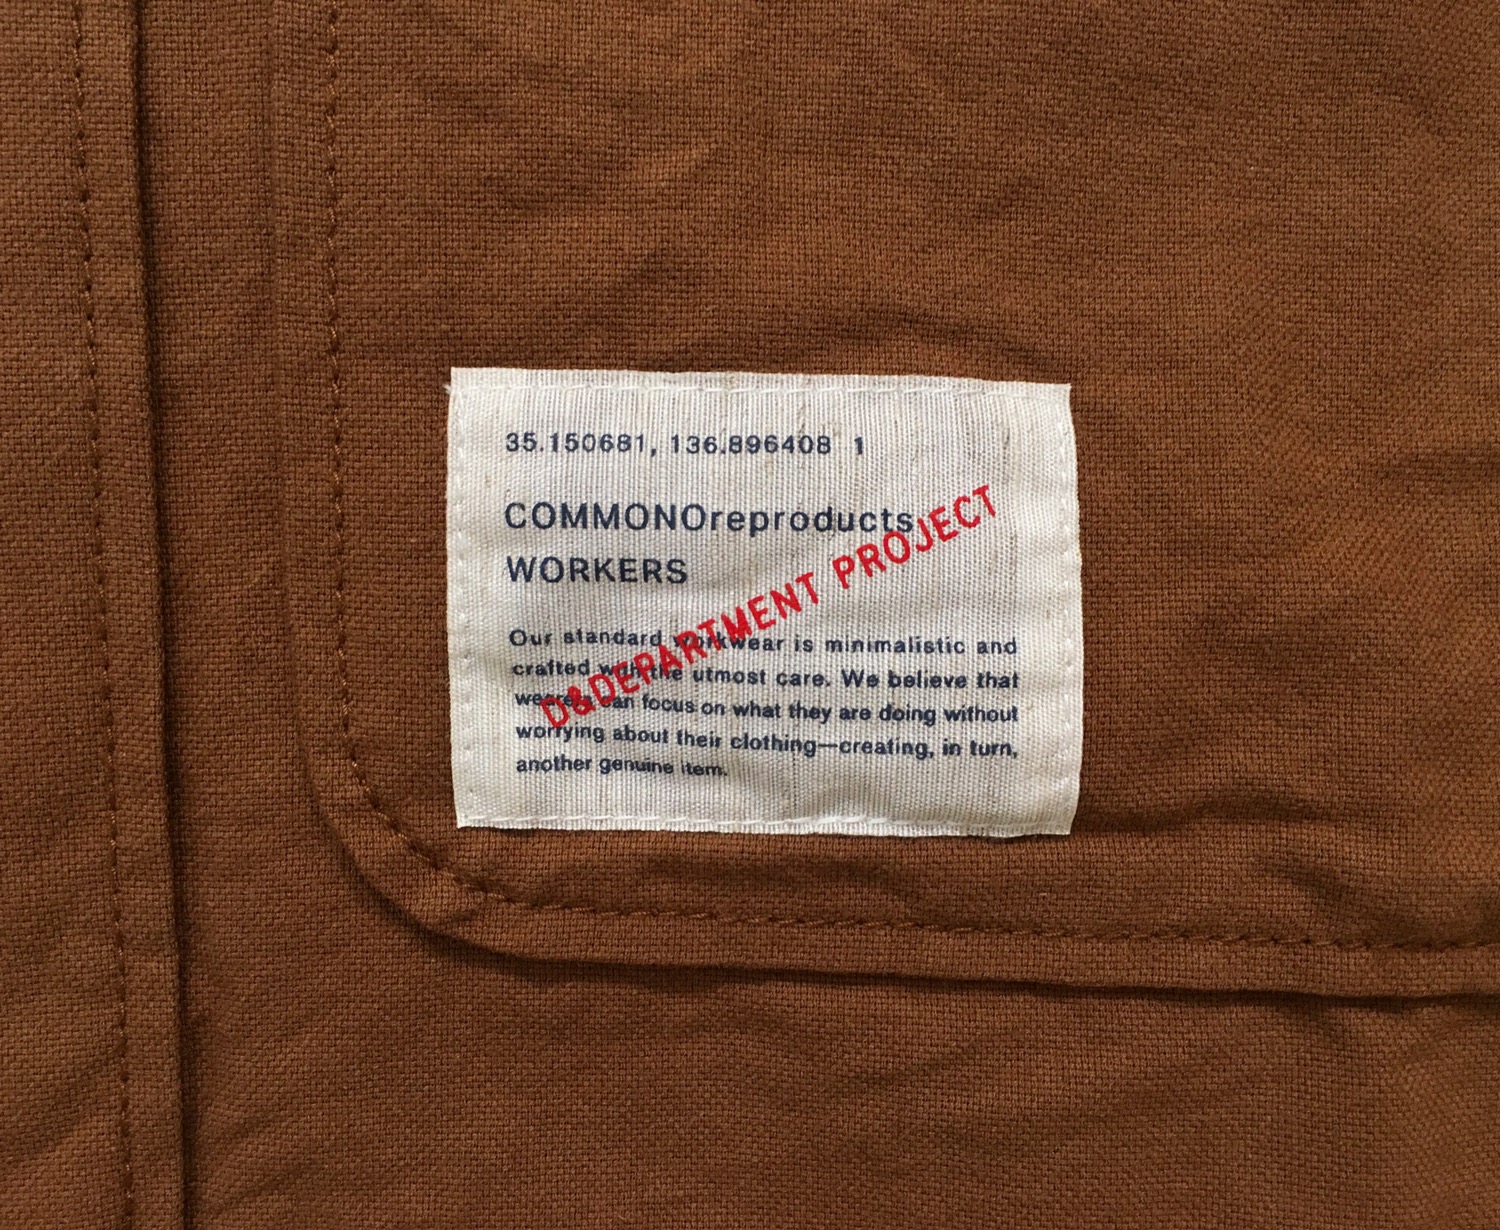 35.150681, 136.896408 1
COMMONOreproducts
WORKERS
D&DEPARTMENT PROJECT
Our standard workwear is minimalistic and
crafted with the utmost care. We believe that
wearers can focus on what they are doing without
worrying about their clothing—creating, in turn,
another genuine item.